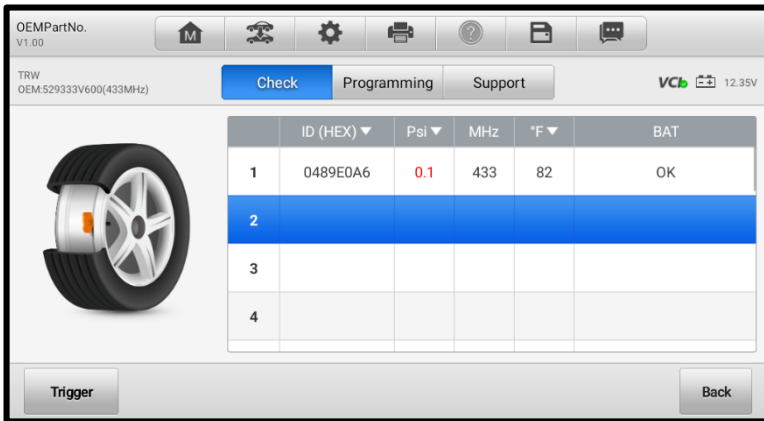 OEMPartNo.
V1.00
M
TRW
OEM:529333V600(433MHz)
Check Programming Support
VCI 12.35V
ID (HEX) ▼ Psi ▼ MHz °F ▼ BAT
1 0489E0A6 0.1 433 82 OK
2
3
4
Trigger Back